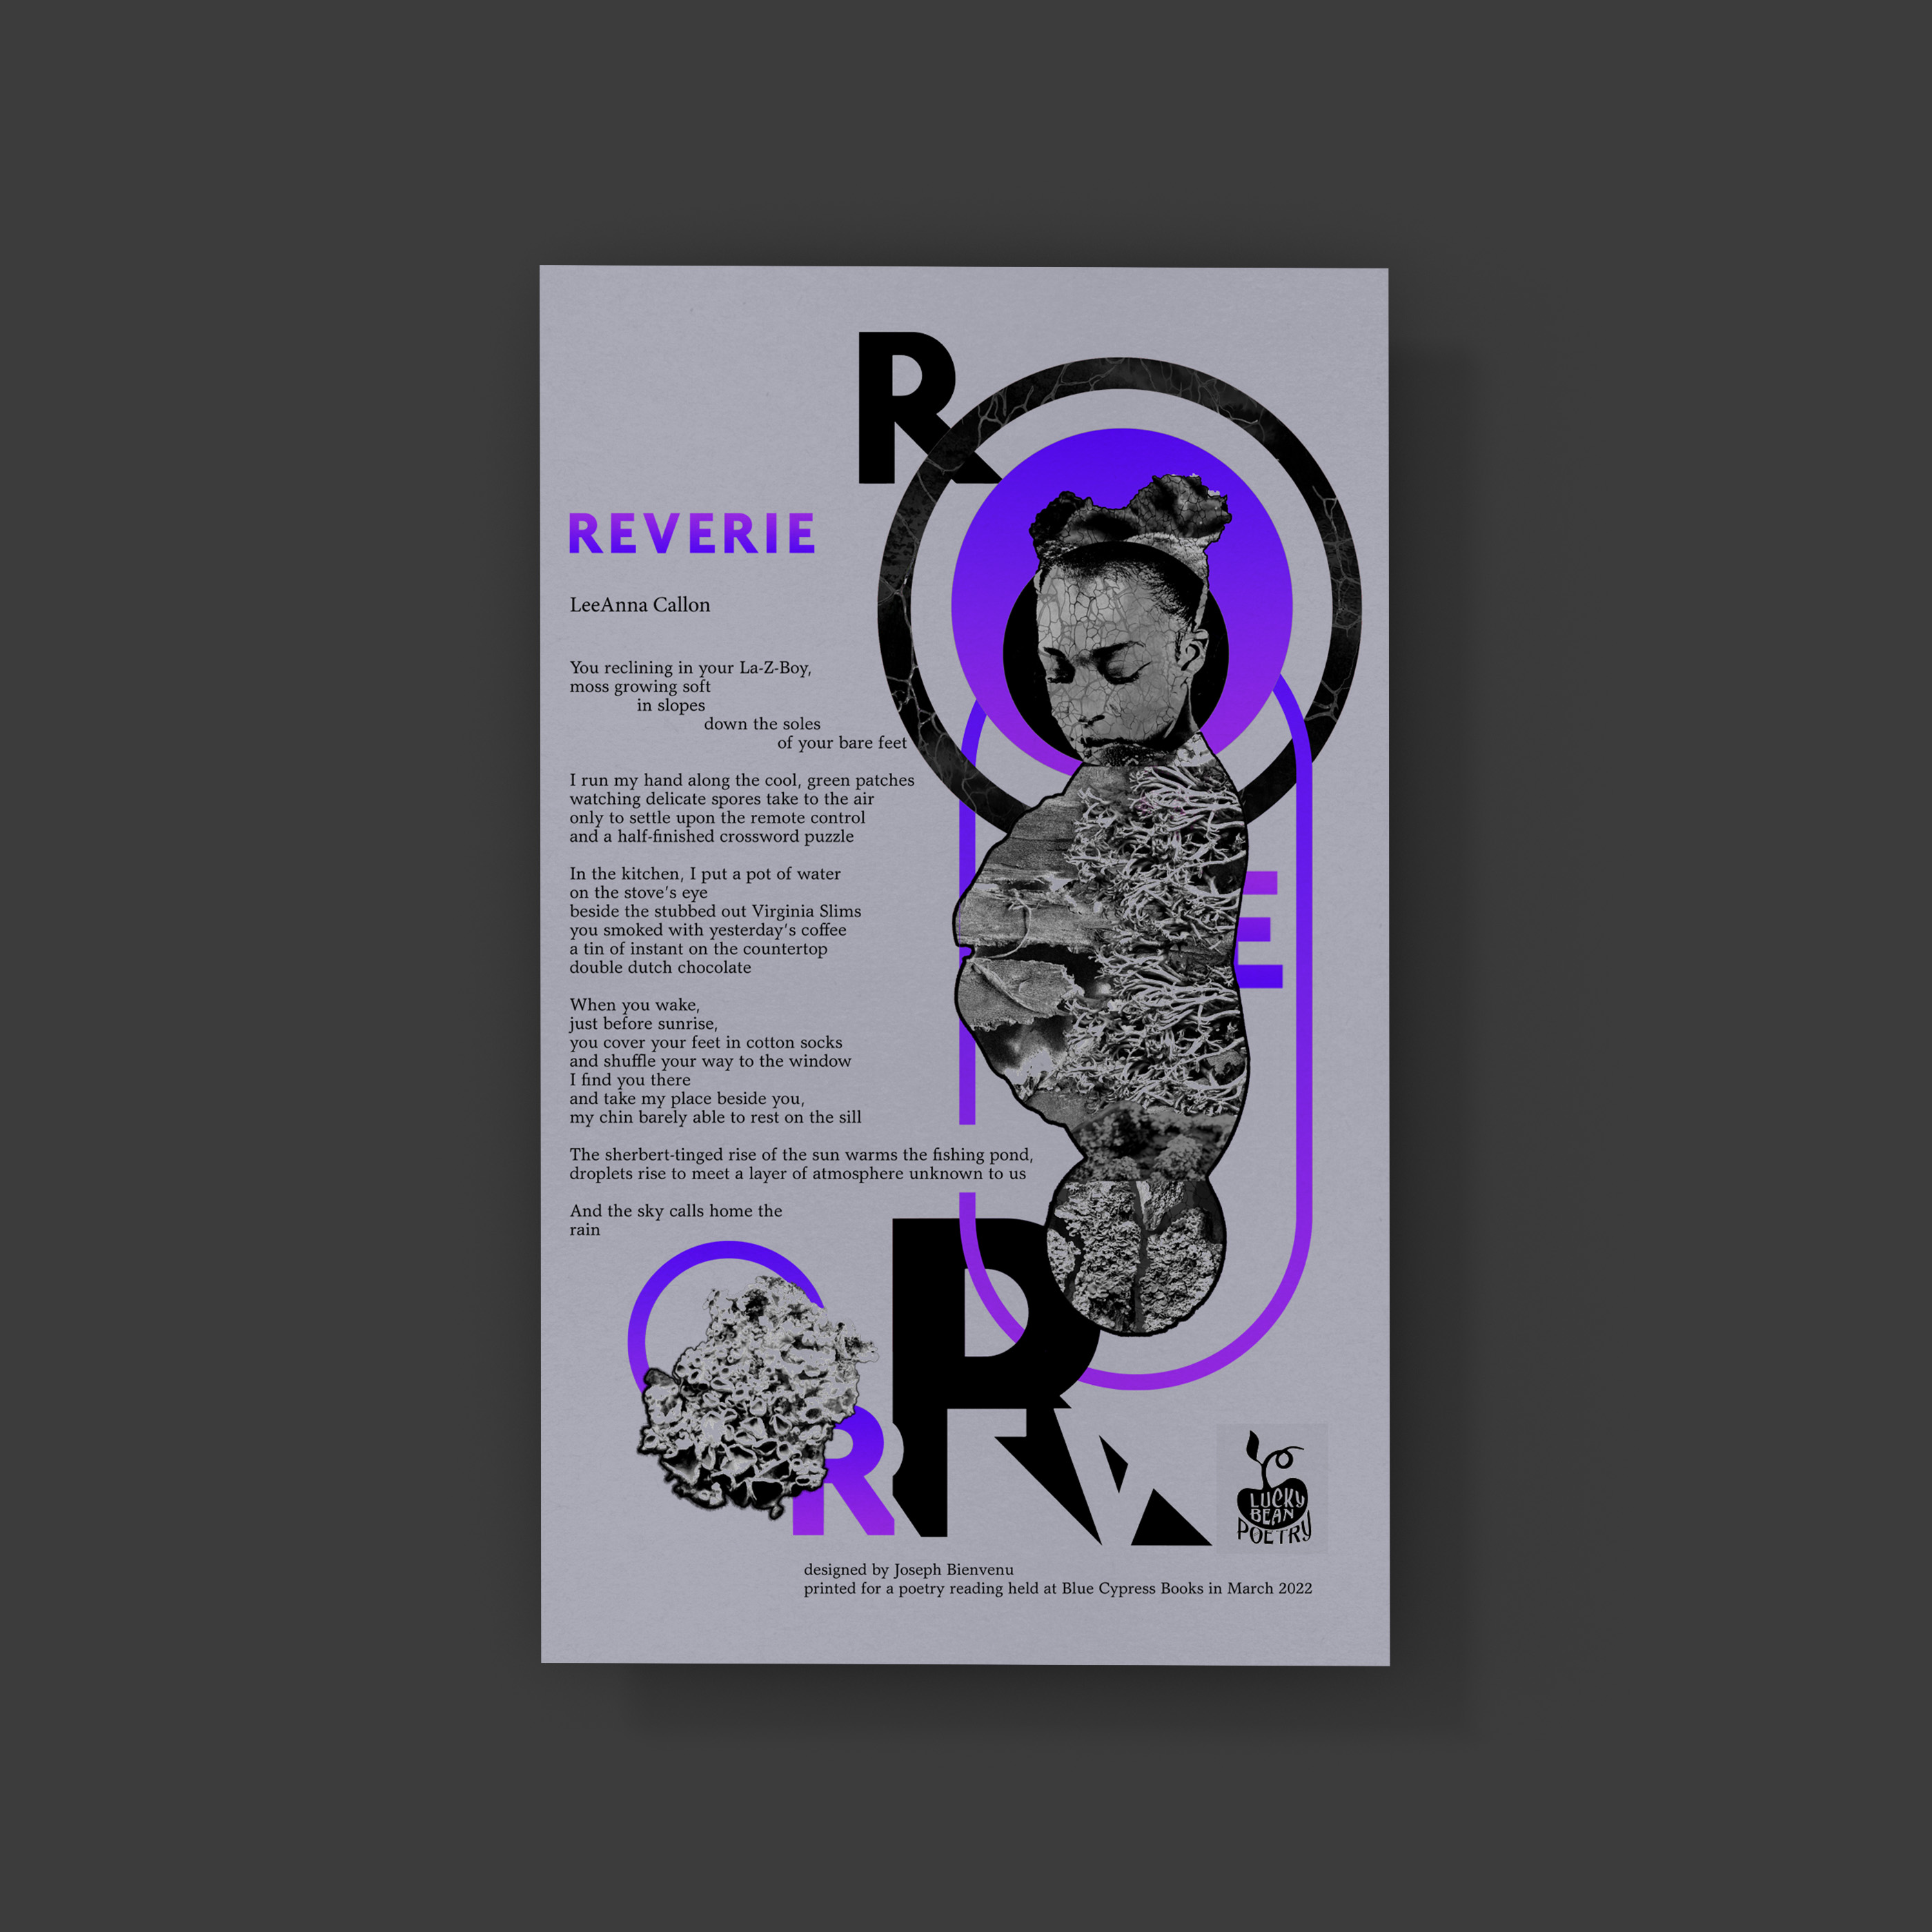 R
REVERIE
LeeAnna Callon
You reclining in your La-Z-Boy,
moss growing soft
in slopes
down the soles
of your bare feet
I run my hand along the cool, green patches
watching delicate spores take to the air
only to settle upon the remote control
and a half-finished crossword puzzle
In the kitchen, I put a pot of water
on the stove's eye
beside the stubbed out Virginia Slims
you smoked with yesterday's coffee
a tin of instant on the countertop
double dutch chocolate
When you wake,
just before sunrise,
you cover your feet in cotton socks
and shuffle your way to the window
I find you there
and take my place beside you,
my chin barely able to rest on the sill
The sherbert-tinged rise of the sun warms the fishing pond,
droplets rise to meet a layer of atmosphere unknown to us
And the sky calls home the
rain
E
R
R
LUCKY
BEAN
POETRY
designed by Joseph Bienvenu
printed for a poetry reading held at Blue Cypress Books in March 2022